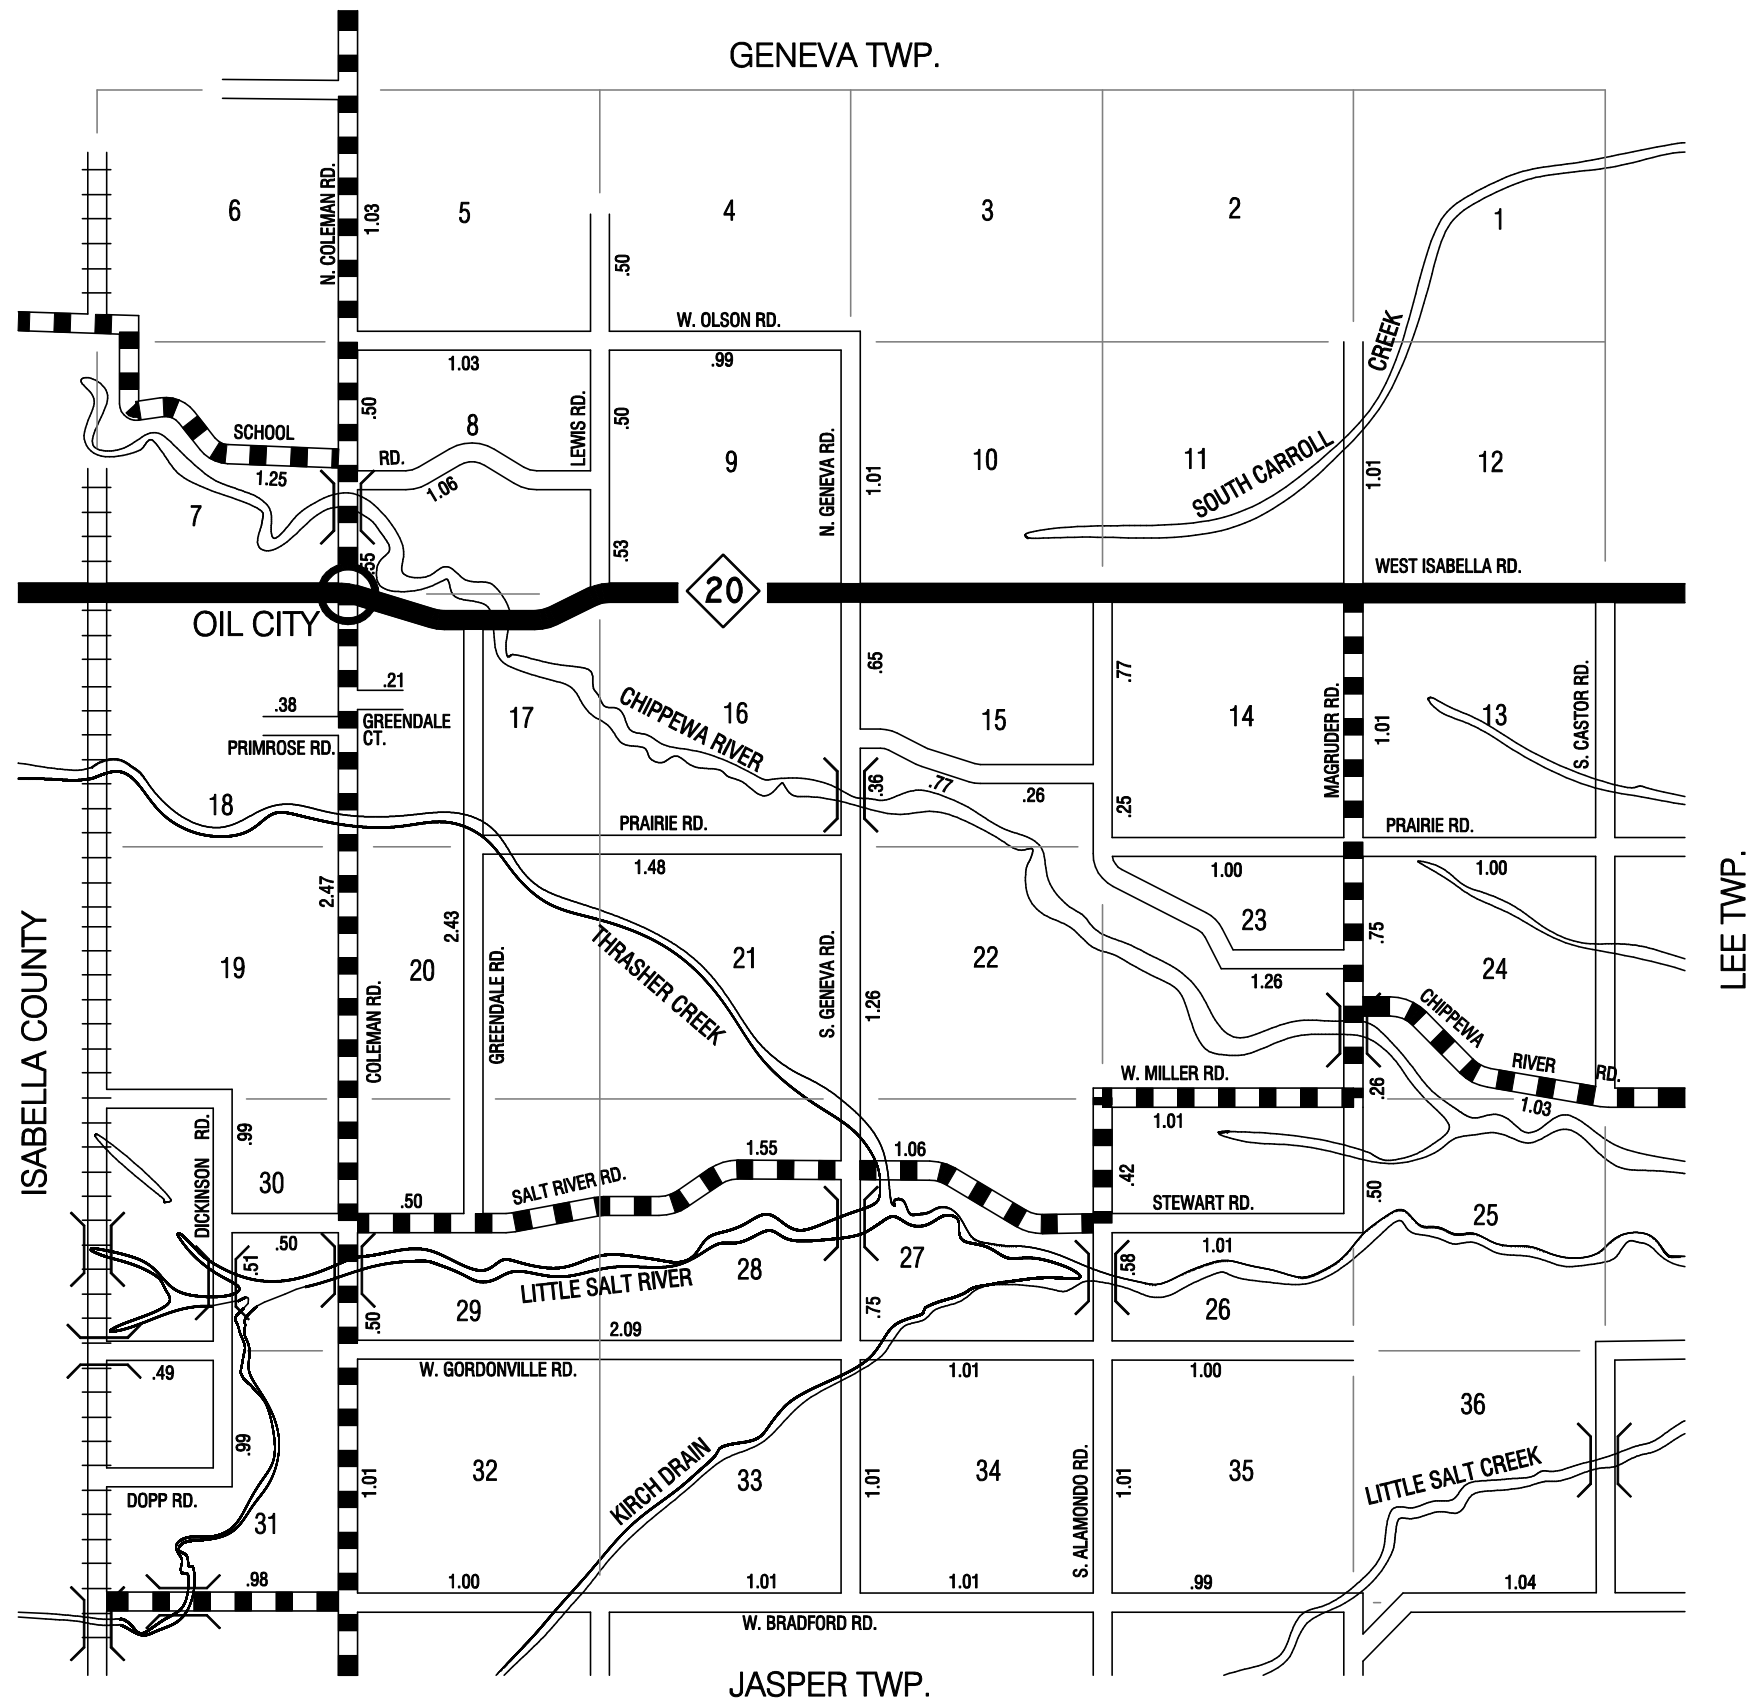 GENEVA TWP.
N. COLEMAN RD.
1.03
6
5
4
3
2
1
.50
W. OLSON RD.
1.03
.99
CREEK
.50
.50
LEWIS RD.
SCHOOL
RD.
8
9
10
11
12
1.25
1.06
N. GENEVA RD.
1.01
SOUTH CARROLL
1.01
7
.55
.53
WEST ISABELLA RD.
20
OIL CITY
.21
.38
GREENDALE
CT.
PRIMROSE RD.
17
16
15
14
13
CHIPPEWA RIVER
.65
.77
MAGRUDER RD.
1.01
S. CASTOR RD.
18
.36
.77
.26
.25
PRAIRIE RD.
PRAIRIE RD.
1.48
1.00
1.00
2.47
2.43
23
.75
19
20
21
22
24
COLEMAN RD.
GREENDALE RD.
THRASHER CREEK
S. GENEVA RD.
1.26
1.26
CHIPPEWA
RIVER
RD.
1.03
ISABELLA COUNTY
LEE TWP.
W. MILLER RD.
.26
1.01
DICKINSON RD.
.99
30
1.55
1.06
.42
.50
SALT RIVER RD.
.50
STEWART RD.
25
.50
.51
1.01
28
27
.58
LITTLE SALT RIVER
29
26
.50
.75
2.09
.49
W. GORDONVILLE RD.
1.01
1.00
36
.99
1.01
32
KIRCH DRAIN
33
1.01
34
S. ALAMONDO RD.
1.01
35
LITTLE SALT CREEK
DOPP RD.
31
.98
1.00
1.01
1.01
.99
1.04
W. BRADFORD RD.
JASPER TWP.